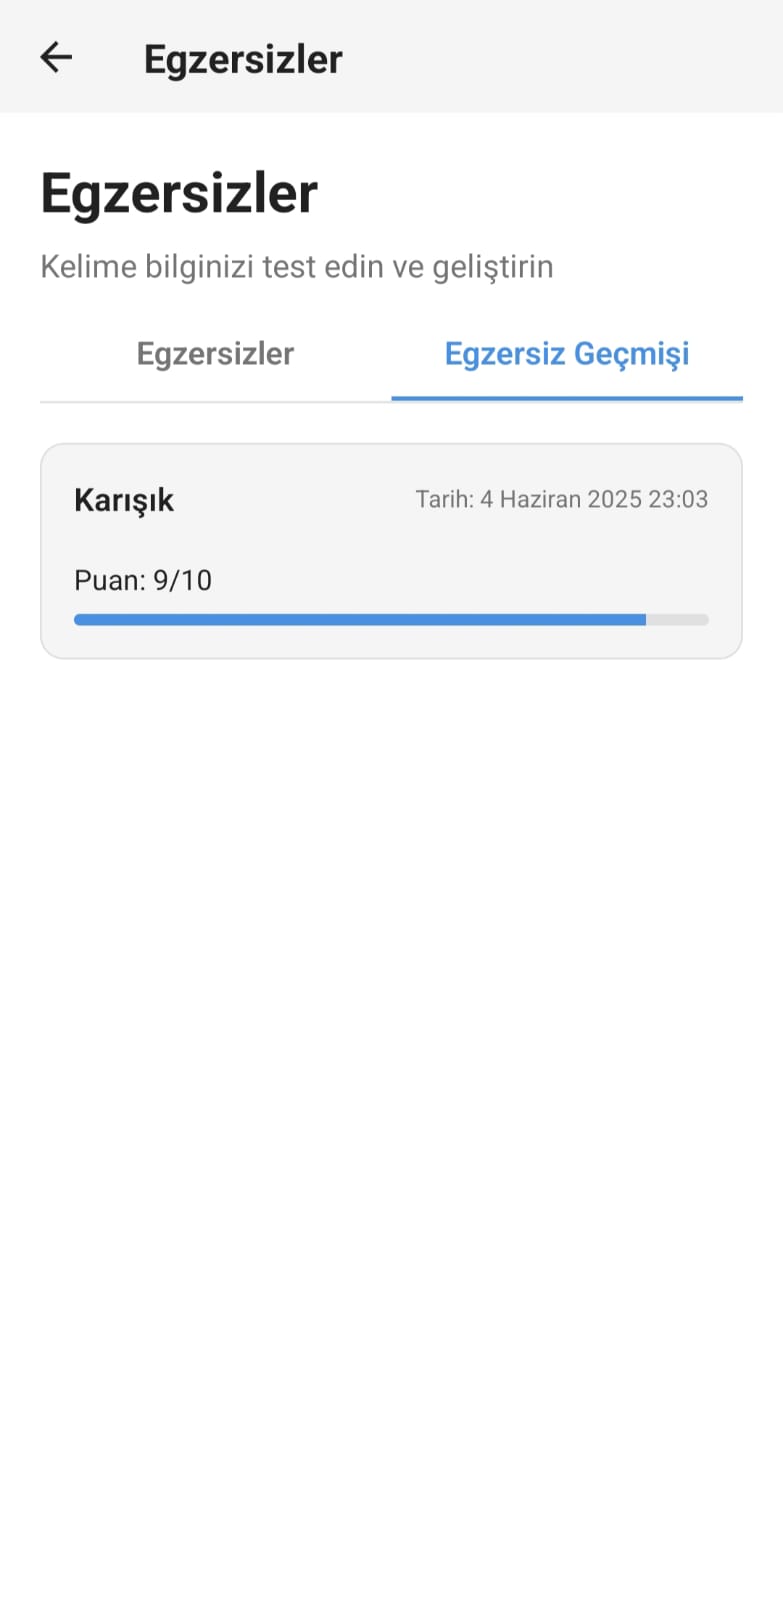 Egzersizler
Egzersizler
Kelime bilginizi test edin ve geliştirin
Egzersizler Egzersiz Geçmişi
Karışık Tarih: 4 Haziran 2025 23:03
Puan: 9/10